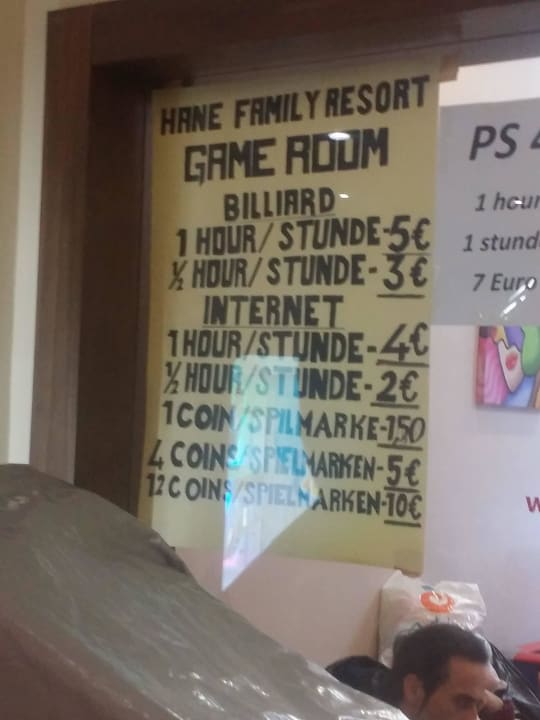 HANE FAMILY RESORT
GAME ROOM
BILLIARD
1 HOUR/STUNDE-5€
½ HOUR/STUNDE-3€
INTERNET
1 HOUR/STUNDE-4€
½ HOUR/STUNDE-2€
1 COIN/SPILMARKE-1,50
4 COINS/SPIELMARKEN-5€
12 COINS/SPIELMARKEN-10€
PS 4
1 hour
1 stund
7 Euro